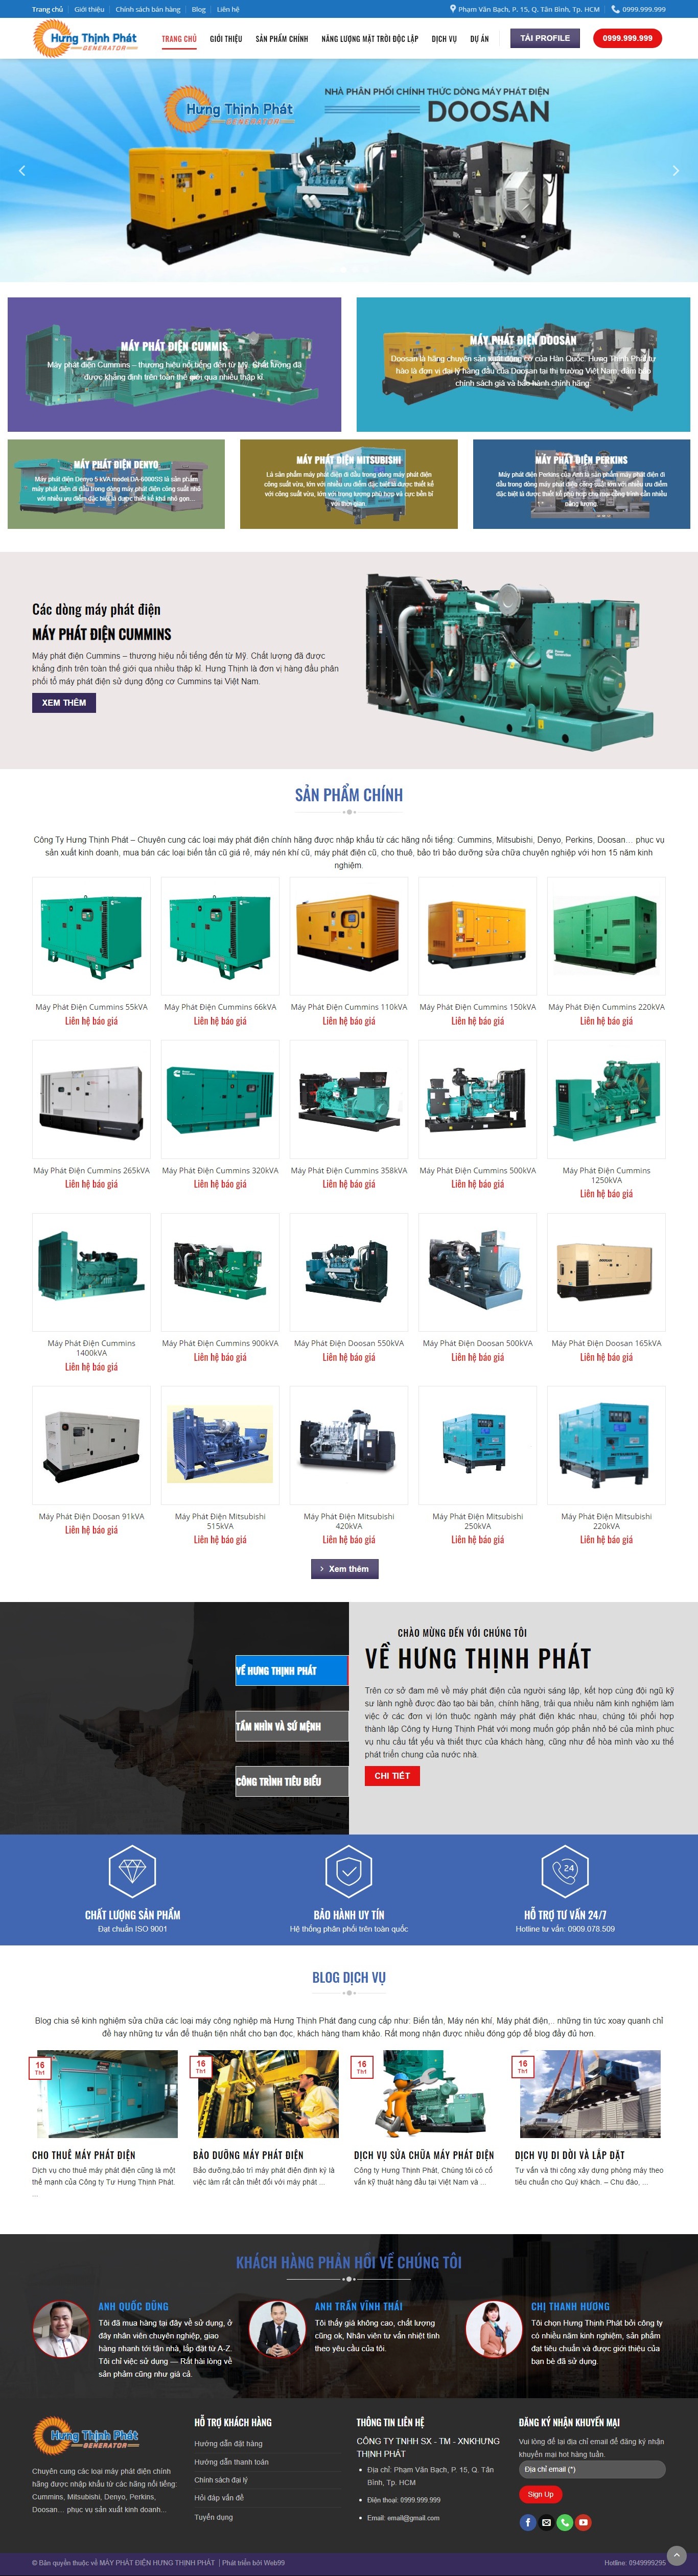 Trang chủ
Giới thiệu
Chính sách bán hàng
Blog
Liên hệ
Phạm Văn Bạch, P. 15, Q. Tân Bình, Tp. HCM
0999.999.999
Hưng Thịnh Phát
GENERATOR
TRANG CHỦ
GIỚI THIỆU
SẢN PHẨM CHÍNH
NĂNG LƯỢNG MẶT TRỜI ĐỘC LẬP
DỊCH VỤ
DỰ ÁN
TẢI PROFILE
0999.999.999
Hưng Thịnh Phát
GENERATOR
NHÀ PHÂN PHỐI CHÍNH THỨC DÒNG MÁY PHÁT ĐIỆN
DOOSAN
MÁY PHÁT ĐIỆN CUMMIS
Máy phát điện Cummins – thương hiệu nổi tiếng đến từ Mỹ. Chất lượng đã
được khẳng định trên toàn thế giới qua nhiều thập kỉ
MÁY PHÁT ĐIỆN DOOSAN
Doosan là hãng chuyên sản xuất động cơ của Hàn Quốc. Hưng Thịnh Phát tự
hào là đơn vị đại lý hàng đầu của Doosan tại thị trường Việt Nam, đảm bảo
chính sách giá và bảo hành chính hãng.
MÁY PHÁT ĐIỆN DENYO
Máy phát điện Denyo 5 kVA model DA-6000SS là sản phẩm
máy phát điện đi đầu trong dòng máy phát điện công suất nhỏ
với nhiều ưu điểm đặc biệt là được thiết kế khá nhỏ gọn...
MÁY PHÁT ĐIỆN MITSUBISHI
Là sản phẩm máy phát điện đi đầu trong dòng máy phát điện
công suất vừa, lớn với nhiều ưu điểm đặc biệt là được thiết kế
với công suất vừa, lớn với trọng lượng phù hợp và cực bền bỉ
với thời gian
MÁY PHÁT ĐIỆN PERKINS
Máy phát điện Perkins của Anh là sản phẩm máy phát điện đi
đầu trong dòng máy phát điện công suất lớn với nhiều ưu điểm
đặc biệt là được thiết kế phù hợp cho mọi công trình cần nhiều
năng lượng.
Các dòng máy phát điện
MÁY PHÁT ĐIỆN CUMMINS
Máy phát điện Cummins – thương hiệu nổi tiếng đến từ Mỹ. Chất lượng đã được
khẳng định trên toàn thế giới qua nhiều thập kỉ. Hưng Thịnh là đơn vị hàng đầu phân
phối tổ máy phát điện sử dụng động cơ Cummins tại Việt Nam.
XEM THÊM
SẢN PHẨM CHÍNH
Công Ty Hưng Thịnh Phát – Chuyên cung các loại máy phát điện chính hãng được nhập khẩu từ các hãng nổi tiếng: Cummins, Mitsubishi, Denyo, Perkins, Doosan… phục vụ
sản xuất kinh doanh, mua bán các loại biến tần cũ giá rẻ, máy nén khí cũ, máy phát điện cũ, cho thuê, bảo trì bảo dưỡng sửa chữa chuyên nghiệp với hơn 15 năm kinh
nghiệm.
Máy Phát Điện Cummins 55kVA
Liên hệ báo giá
Máy Phát Điện Cummins 66kVA
Liên hệ báo giá
Máy Phát Điện Cummins 110kVA
Liên hệ báo giá
Máy Phát Điện Cummins 150kVA
Liên hệ báo giá
Máy Phát Điện Cummins 220kVA
Liên hệ báo giá
Máy Phát Điện Cummins 265kVA
Liên hệ báo giá
Máy Phát Điện Cummins 320kVA
Liên hệ báo giá
Máy Phát Điện Cummins 358kVA
Liên hệ báo giá
Máy Phát Điện Cummins 500kVA
Liên hệ báo giá
Máy Phát Điện Cummins
1250kVA
Liên hệ báo giá
Máy Phát Điện Cummins
1400kVA
Liên hệ báo giá
Máy Phát Điện Cummins 900kVA
Liên hệ báo giá
Máy Phát Điện Doosan 550kVA
Liên hệ báo giá
Máy Phát Điện Doosan 500kVA
Liên hệ báo giá
Máy Phát Điện Doosan 165kVA
Liên hệ báo giá
Máy Phát Điện Doosan 91kVA
Liên hệ báo giá
Máy Phát Điện Mitsubishi
515kVA
Liên hệ báo giá
Máy Phát Điện Mitsubishi
420kVA
Liên hệ báo giá
Máy Phát Điện Mitsubishi
250kVA
Liên hệ báo giá
Máy Phát Điện Mitsubishi
220kVA
Liên hệ báo giá
Xem thêm
VỀ HƯNG THỊNH PHÁT
TẦM NHÌN VÀ SỨ MỆNH
CÔNG TRÌNH TIÊU BIỂU
CHÀO MỪNG ĐẾN VỚI CHÚNG TÔI
VỀ HƯNG THỊNH PHÁT
Trên cơ sở đam mê về máy phát điện của người sáng lập, kết hợp cùng đội ngũ kỹ
sư lành nghề được đào tạo bài bản, chính hãng, trải qua nhiều năm kinh nghiệm làm
việc ở các đơn vị lớn thuộc ngành máy phát điện khác nhau, chúng tôi phối hợp
thành lập Công ty Hưng Thịnh Phát với mong muốn góp phần nhỏ bé của mình phục
vụ nhu cầu tất yếu và thiết thực của khách hàng, cũng như để hòa mình vào xu thế
phát triển chung của nước nhà.
CHI TIẾT
CHẤT LƯỢNG SẢN PHẨM
Đạt chuẩn ISO 9001
BẢO HÀNH UY TÍN
Hệ thống phân phối trên toàn quốc
24
HỖ TRỢ TƯ VẤN 24/7
Hotline tư vấn: 0909.078.509
BLOG DỊCH VỤ
Blog chia sẻ kinh nghiệm sửa chữa các loại máy công nghiệp mà Hưng Thịnh Phát đang cung cấp như: Biến tần, Máy nén khí, Máy phát điện,.. những tin tức xoay quanh chỉ
đề hay những tư vấn để thuận tiện nhất cho bạn đọc, khách hàng tham khảo. Rất mong nhận được nhiều đóng góp để blog đầy đủ hơn.
16
Th1
CHO THUÊ MÁY PHÁT ĐIỆN
Dịch vụ cho thuê máy phát điện cũng là một
thế mạnh của Công ty Tư Hưng Thịnh Phát.
...
16
Th1
BẢO DƯỠNG MÁY PHÁT ĐIỆN
Bảo dưỡng,bảo trì máy phát điện định kỳ là
việc làm rất cần thiết đối với máy phát ...
16
Th1
DỊCH VỤ SỬA CHỮA MÁY PHÁT ĐIỆN
Công ty Hưng Thịnh Phát, Chúng tôi có cố
vấn kỹ thuật hàng đầu tại Việt Nam và ...
16
Th1
DỊCH VỤ DI DỜI VÀ LẮP ĐẶT
Tư vấn và thi công xây dựng phòng máy theo
tiêu chuẩn cho Quý khách. – Chu đáo, ...
KHÁCH HÀNG PHẢN HỒI VỀ CHÚNG TÔI
ANH QUỐC DŨNG
Tôi đã mua hàng tại đây về sử dụng, ở
đây nhân viên chuyên nghiệp, giao
hàng nhanh tới tận nhà, lắp đặt từ A-Z.
Tôi chỉ việc sử dụng — Rất hài lòng về
sản phẩm cũng như giá cả.
ANH TRẦN VĨNH THÁI
Tôi thấy giá không cao, chất lượng
cũng ok, Nhân viên tư vấn nhiệt tình
theo yêu cầu của tôi.
CHỊ THANH HƯƠNG
Tôi chọn Hưng Thịnh Phát bởi công ty
có nhiều năm kinh nghiệm, sản phẩm
đạt tiêu chuẩn và được giới thiệu của
bạn bè đã sử dụng.
Hưng Thịnh Phát
GENERATOR
Chuyên cung các loại máy phát điện chính
hãng được nhập khẩu từ các hãng nổi tiếng:
Cummins, Mitsubishi, Denyo, Perkins,
Doosan… phục vụ sản xuất kinh doanh…
HỖ TRỢ KHÁCH HÀNG
Hướng dẫn đặt hàng
Hướng dẫn thanh toán
Chính sách đại lý
Hỏi đáp vấn đề
Tuyển dụng
THÔNG TIN LIÊN HỆ
CÔNG TY TNHH SX - TM - XNKHƯNG
THỊNH PHÁT
Địa chỉ: Phạm Văn Bạch, P. 15, Q. Tân
Bình, Tp. HCM
Điện thoại: 0999.999.999
Email: email@gmail.com
ĐĂNG KÝ NHẬN KHUYẾN MẠI
Vui lòng để lại địa chỉ email để đăng ký nhận
khuyến mại hot hàng tuần.
Địa chỉ email (*)
Sign Up
© Bản quyền thuộc về MÁY PHÁT ĐIỆN HƯNG THỊNH PHÁT | Phát triển bởi Web99
Hotline: 0949999295